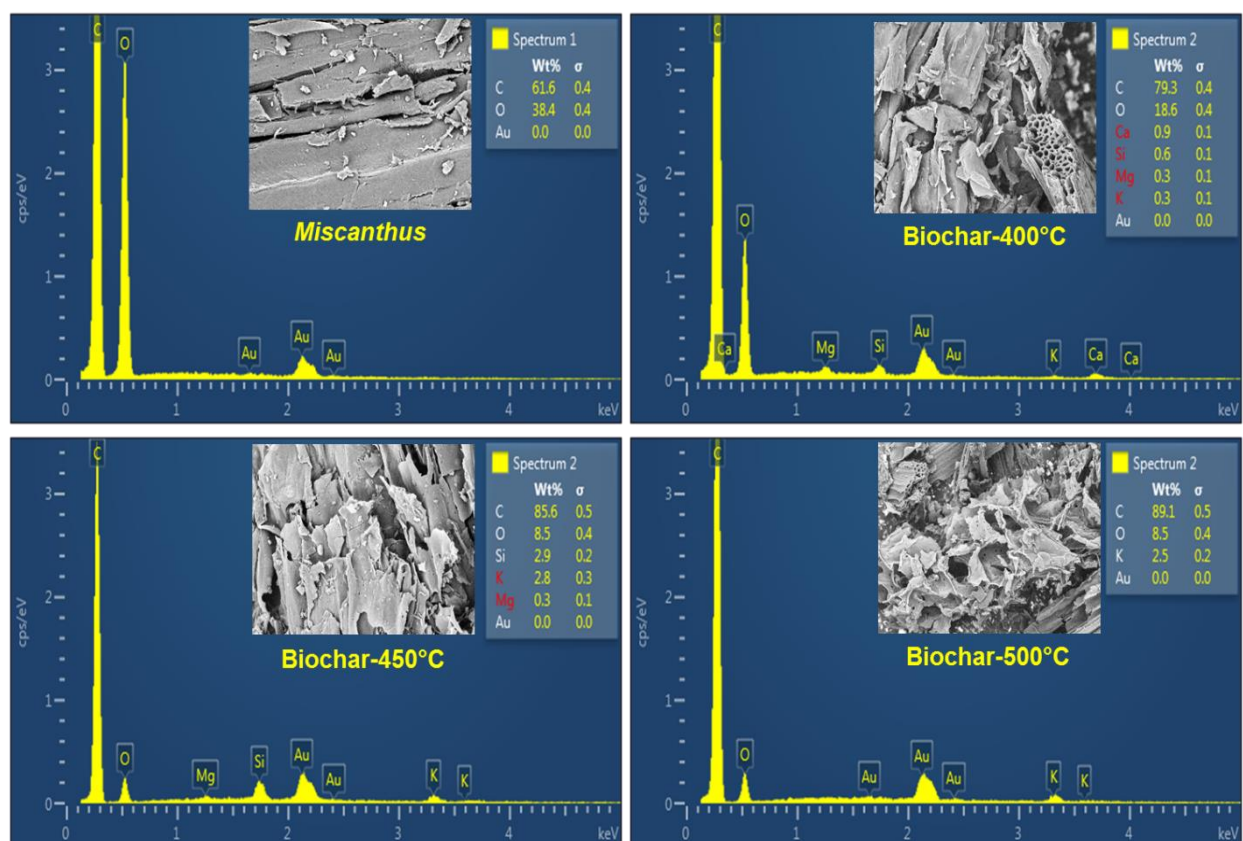 Spectrum 1
Wt% σ
C 61.6 0.4
O 38.4 0.4
Au 0.0 0.0
C
O
Au
Au
Au
Miscanthus
cps/eV
3
2
1
0
0 1 2 3 4 keV
Spectrum 2
Wt% σ
C 79.3 0.4
O 18.6 0.4
Ca 0.9 0.1
Si 0.6 0.1
Mg 0.3 0.1
K 0.3 0.1
Au 0.0 0.0
C
O
Ca
Mg
Si
Au
Au
K
Ca
Ca
Biochar-400°C
cps/eV
3
2
1
0
0 1 2 3 4 keV
Spectrum 2
Wt% σ
C 85.6 0.5
O 8.5 0.4
Si 2.9 0.2
K 2.8 0.3
Mg 0.3 0.1
Au 0.0 0.0
C
O
Mg
Si
Au
Au
K
K
Biochar-450°C
cps/eV
3
2
1
0
0 1 2 3 4 keV
Spectrum 2
Wt% σ
C 89.1 0.5
O 8.5 0.4
K 2.5 0.2
Au 0.0 0.0
C
O
Au
Au
Au
K
K
Biochar-500°C
cps/eV
3
2
1
0
0 1 2 3 4 keV